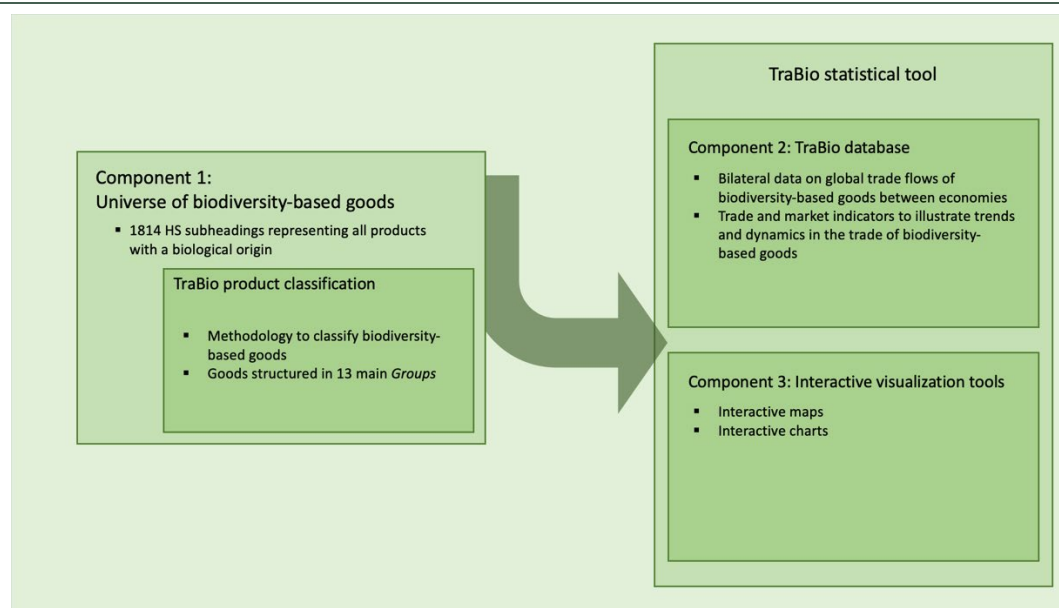 Component 1:
Universe of biodiversity-based goods
▪ 1814 HS subheadings representing all products
with a biological origin
TraBio product classification
▪ Methodology to classify biodiversity-
based goods
▪ Goods structured in 13 main Groups
TraBio statistical tool
Component 2: TraBio database
▪ Bilateral data on global trade flows of
biodiversity-based goods between economies
▪ Trade and market indicators to illustrate trends
and dynamics in the trade of biodiversity-
based goods
Component 3: Interactive visualization tools
▪ Interactive maps
▪ Interactive charts